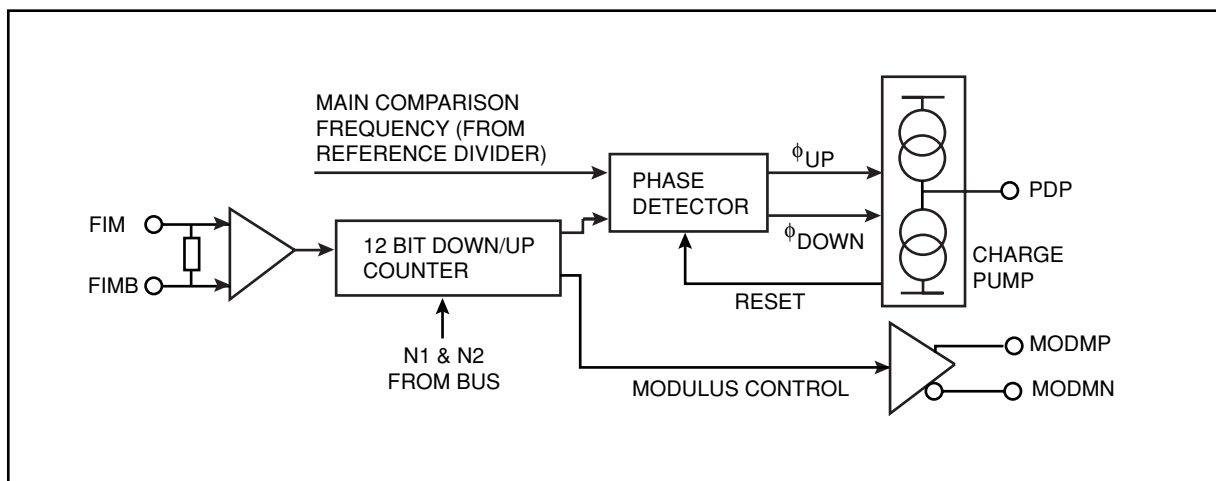 MAIN COMPARISON
FREQUENCY (FROM
REFERENCE DIVIDER)
ϕUP
PHASE
DETECTOR
PDP
FIM
ϕDOWN
12 BIT DOWN/UP
COUNTER
CHARGE
PUMP
FIMB
RESET
N1 & N2
FROM BUS
MODMP
MODULUS CONTROL
MODMN